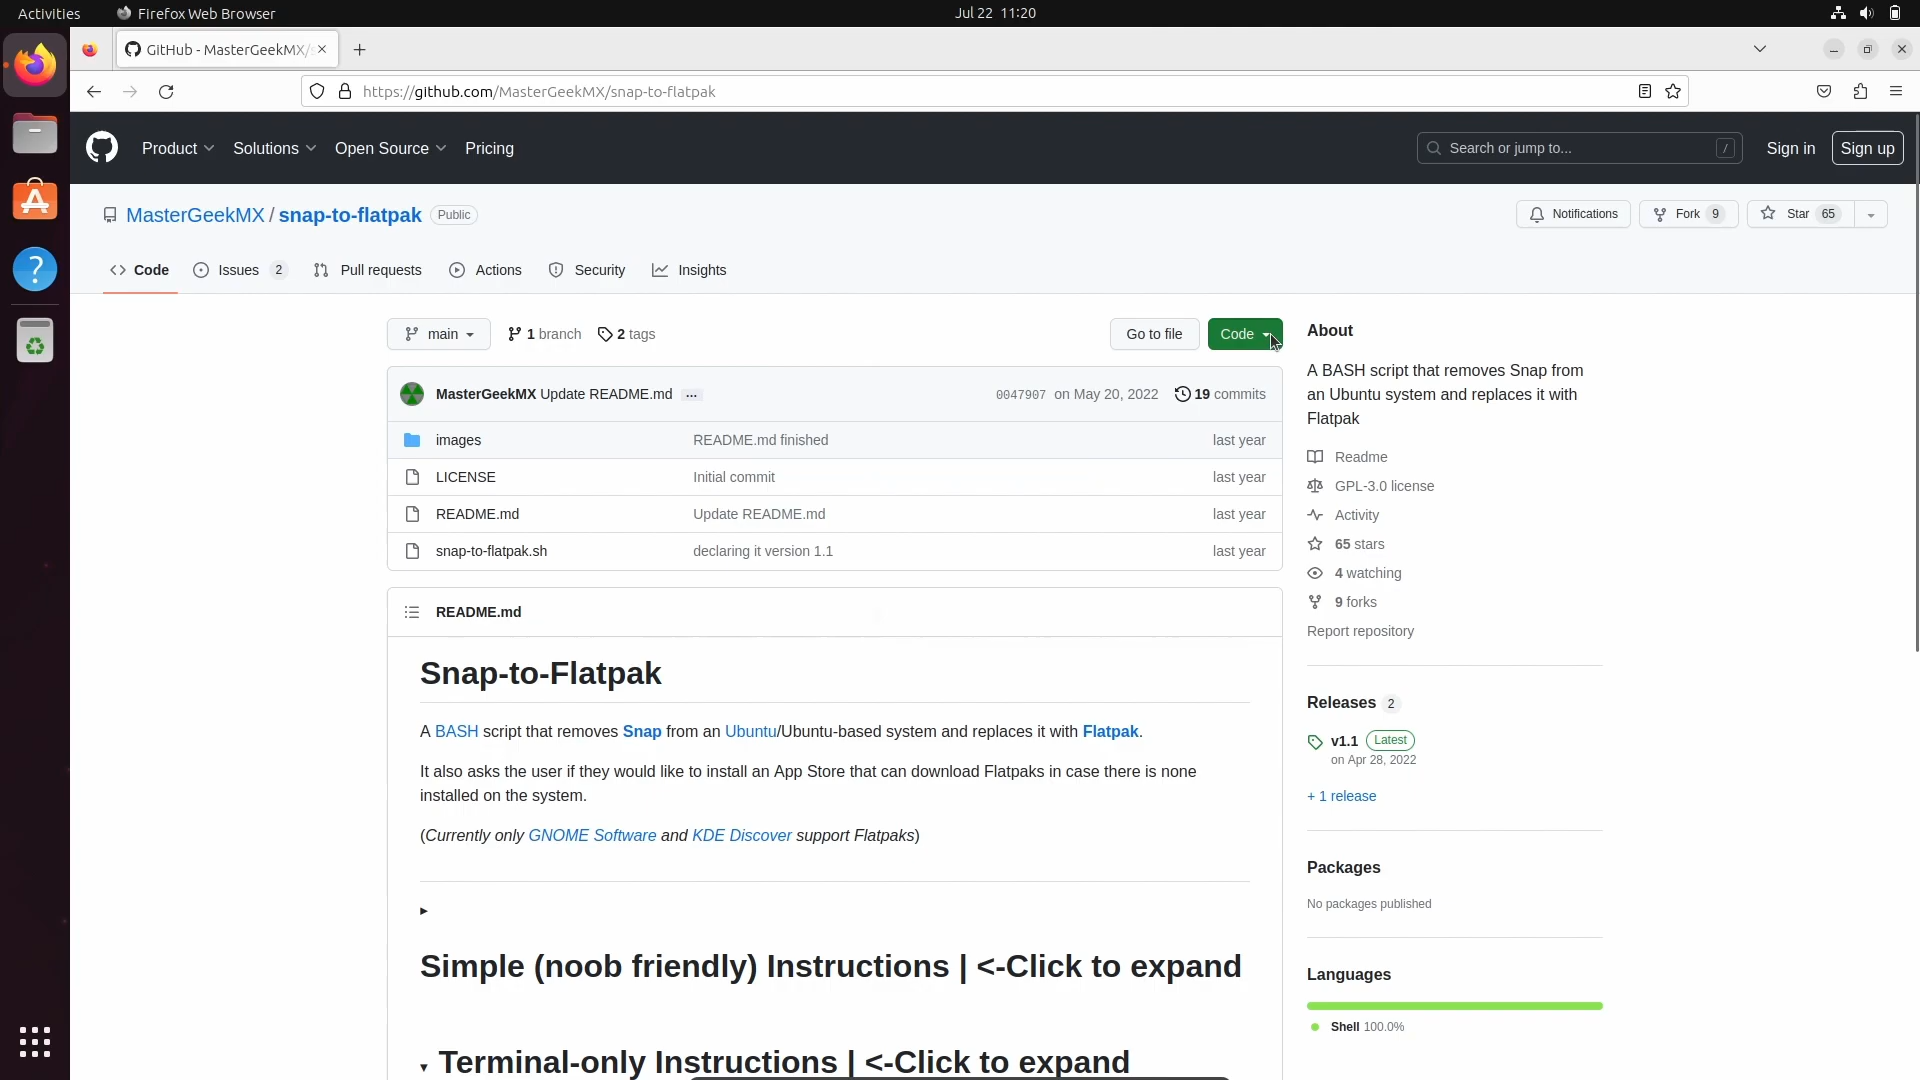 Activities Firefox Web Browser Jul 22 11:20
GitHub - MasterGeekMX/s
https://github.com/MasterGeekMX/snap-to-flatpak
Product Solutions Open Source Pricing Search or jump to... / Sign in Sign up
MasterGeekMX / snap-to-flatpak Public Notifications Fork 9 Star 65
Code Issues 2 Pull requests Actions Security Insights
main 1 branch 2 tags Go to file Code
MasterGeekMX Update README.md ... 0047907 on May 20, 2022 19 commits
images README.md finished last year
LICENSE Initial commit last year
README.md Update README.md last year
snap-to-flatpak.sh declaring it version 1.1 last year
README.md
Snap-to-Flatpak
A BASH script that removes Snap from an Ubuntu/Ubuntu-based system and replaces it with Flatpak.
It also asks the user if they would like to install an App Store that can download Flatpaks in case there is none
installed on the system.
(Currently only GNOME Software and KDE Discover support Flatpaks)
Simple (noob friendly) Instructions | <-Click to expand
Terminal-only Instructions | <-Click to expand
About
A BASH script that removes Snap from
an Ubuntu system and replaces it with
Flatpak
Readme
GPL-3.0 license
Activity
65 stars
4 watching
9 forks
Report repository
Releases 2
v1.1 Latest
on Apr 28, 2022
+ 1 release
Packages
No packages published
Languages
Shell 100.0%